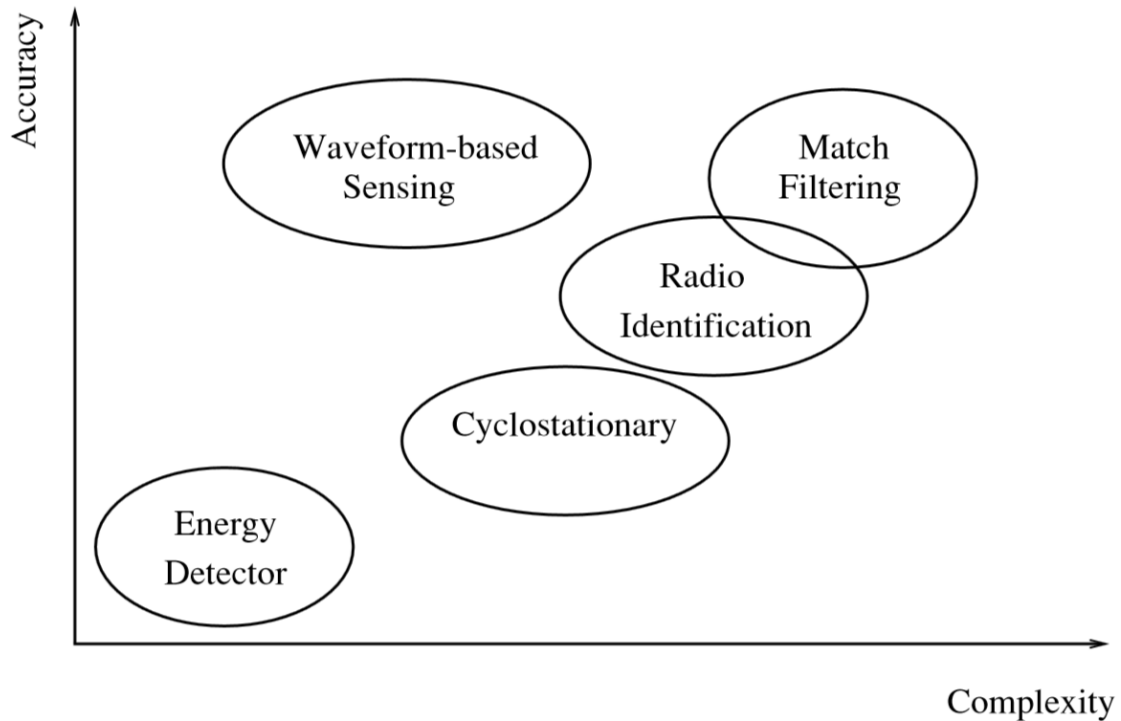 Accuracy
Waveform-based
Sensing
Match
Filtering
Radio
Identification
Cyclostationary
Energy
Detector
Complexity